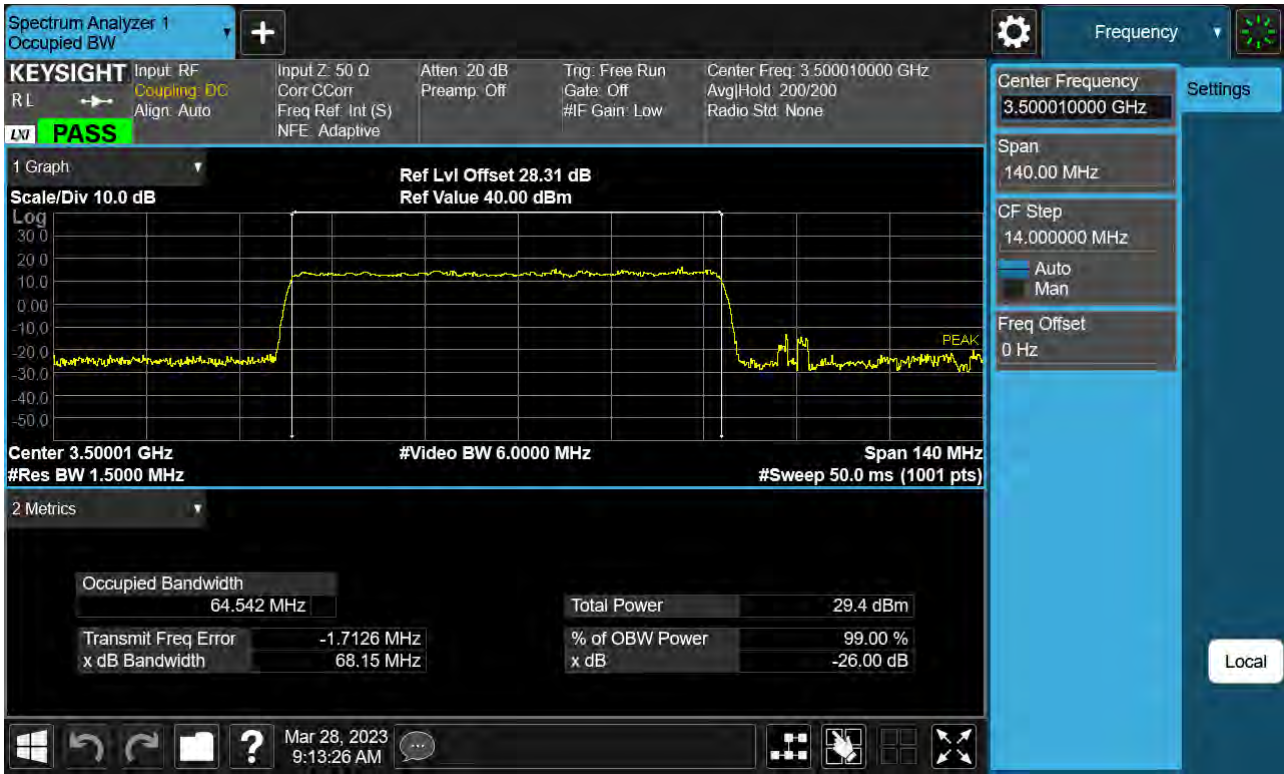 Spectrum Analyzer 1
Occupied BW
Frequency
KEYSIGHT
RL
LXI PASS
Input: RF
Coupling: DC
Align: Auto
Input Z: 50 Ω
Corr CCorr
Freq Ref: Int (S)
NFE: Adaptive
Atten: 20 dB
Preamp: Off
Trig: Free Run
Gate: Off
#IF Gain: Low
Center Freq: 3.500010000 GHz
Avg|Hold: 200/200
Radio Std: None
Center Frequency
3.500010000 GHz
Settings
Span
140.00 MHz
CF Step
14.000000 MHz
Auto
Man
Freq Offset
0 Hz
Local
1 Graph
Ref Lvl Offset 28.31 dB
Scale/Div 10.0 dB
Ref Value 40.00 dBm
Log
30.0
20.0
10.0
0.00
-10.0
-20.0
-30.0
-40.0
-50.0
PEAK
Center 3.50001 GHz
#Video BW 6.0000 MHz
Span 140 MHz
#Res BW 1.5000 MHz
#Sweep 50.0 ms (1001 pts)
2 Metrics
Occupied Bandwidth
64.542 MHz
Total Power 29.4 dBm
Transmit Freq Error -1.7126 MHz
% of OBW Power 99.00 %
x dB Bandwidth 68.15 MHz
x dB -26.00 dB
?
Mar 28, 2023
9:13:26 AM